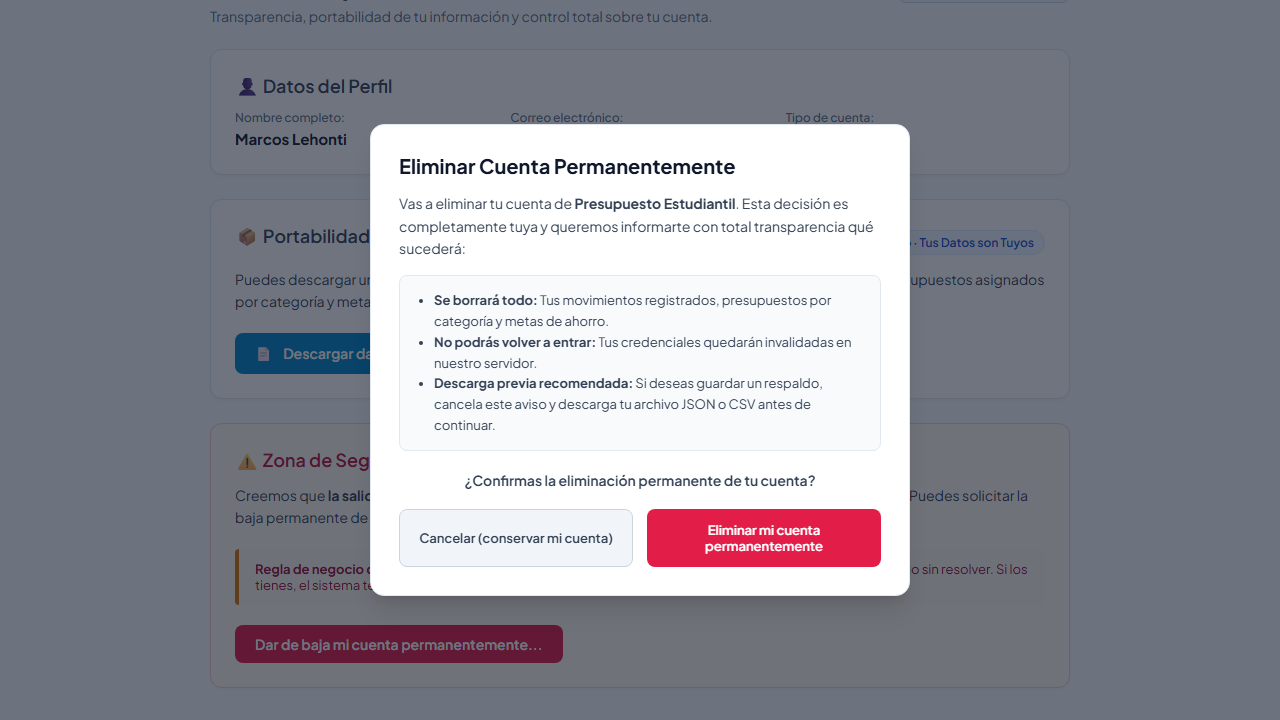 Transparencia, portabilidad de tu información y control total sobre tu cuenta.
Datos del Perfil
Nombre completo:
Correo electrónico:
Tipo de cuenta:
Marcos Lehonti
Eliminar Cuenta Permanentemente
Vas a eliminar tu cuenta de Presupuesto Estudiantil. Esta decisión es
completamente tuya y queremos informarte con total transparencia qué
sucederá:
• Se borrará todo: Tus movimientos registrados, presupuestos por
categoría y metas de ahorro.
• No podrás volver a entrar: Tus credenciales quedarán invalidadas en
nuestro servidor.
• Descarga previa recomendada: Si deseas guardar un respaldo,
cancela este aviso y descarga tu archivo JSON o CSV antes de
continuar.
¿Confirmas la eliminación permanente de tu cuenta?
Cancelar (conservar mi cuenta)
Eliminar mi cuenta
permanentemente
Portabilidad
· Tus Datos son Tuyos
Puedes descargar
upuestos asignados
por categoría y meta
Descargar da
Zona de Seg
Creemos que la salid
Puedes solicitar la
baja permanente de
Regla de negocio
o sin resolver. Si los
tienes, el sistema te
Dar de baja mi cuenta permanentemente...